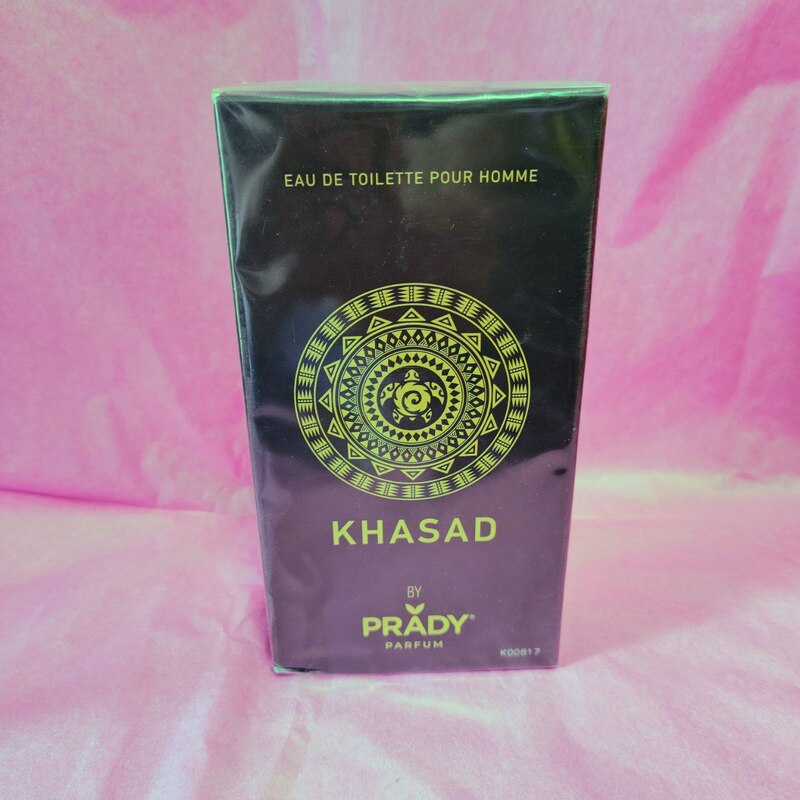 EAU DE TOILETTE POUR HOMME
KHASAD
BY
PRADY®
PARFUM
K00817